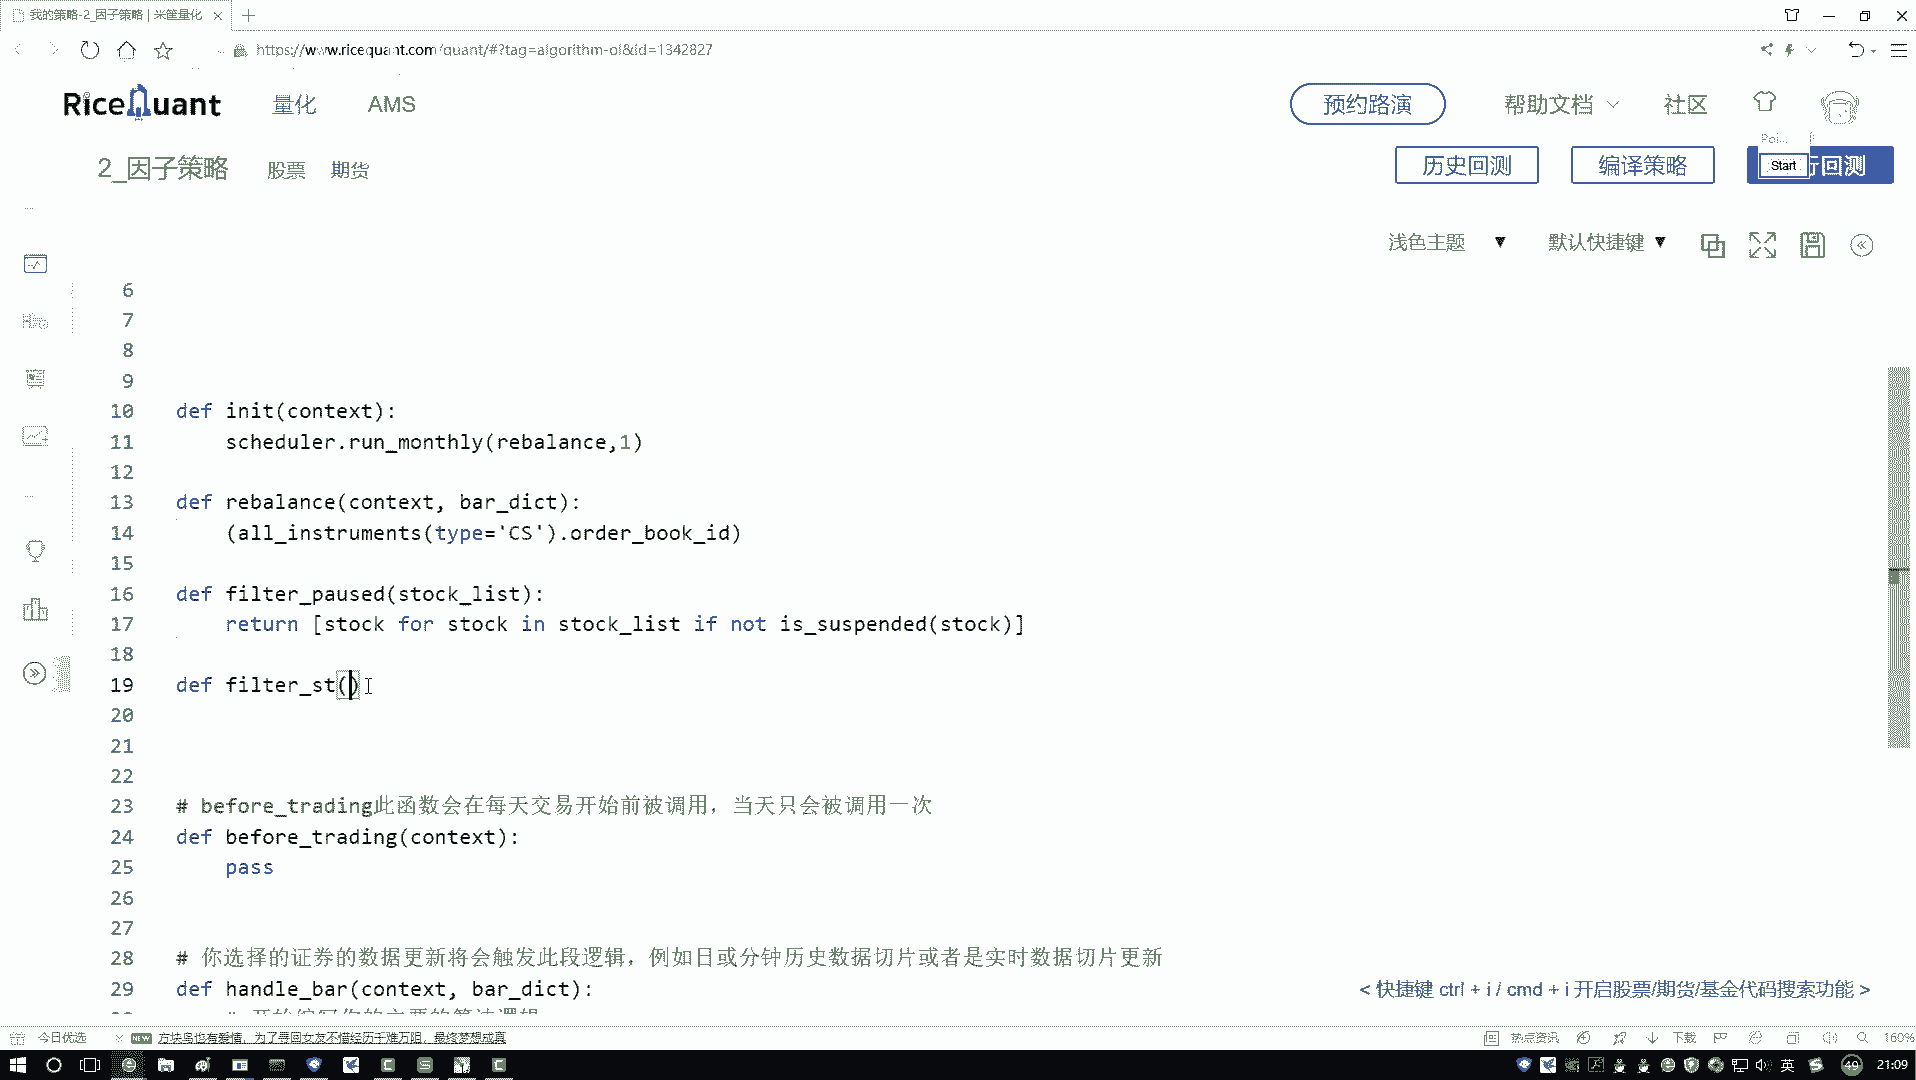 我的策略-2_因子策略 | 米筐量化
https://www.ricequant.com/quant/#?tag=algorithm-ol&id=1342827
RiceQuant 量化 AMS 预约路演 帮助文档 社区
2_因子策略 股票 期货 历史回测 编译策略 Start 行回测
Poi...
浅色主题 ▼ 默认快捷键 ▼
6
7
8
9
10 def init(context):
11 scheduler.run_monthly(rebalance,1)
12
13 def rebalance(context, bar_dict):
14 (all_instruments(type='CS').order_book_id)
15
16 def filter_paused(stock_list):
17 return [stock for stock in stock_list if not is_suspended(stock)]
18
19 def filter_st()
20
21
22
23 # before_trading此函数会在每天交易开始前被调用，当天只会被调用一次
24 def before_trading(context):
25 pass
26
27
28 # 你选择的证券的数据更新将会触发此段逻辑，例如日或分钟历史数据切片或者是实时数据切片更新
29 def handle_bar(context, bar_dict):
< 快捷键 ctrl + i / cmd + i 开启股票/期货/基金代码搜索功能 >
今日优选 NEW 方块鸟也有爱情，为了寻回女友不惜经历千难万阻，最终梦想成真 热点资讯 下载 160%
英 49 21:09